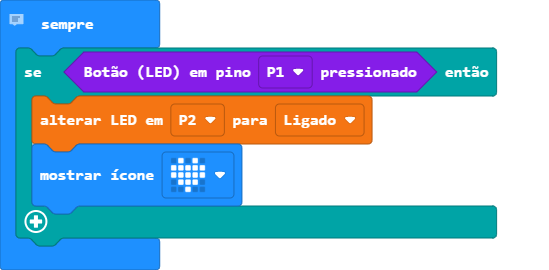 sempre
se Botão (LED) em pino P1 pressionado então
alterar LED em P2 para Ligado
mostrar ícone